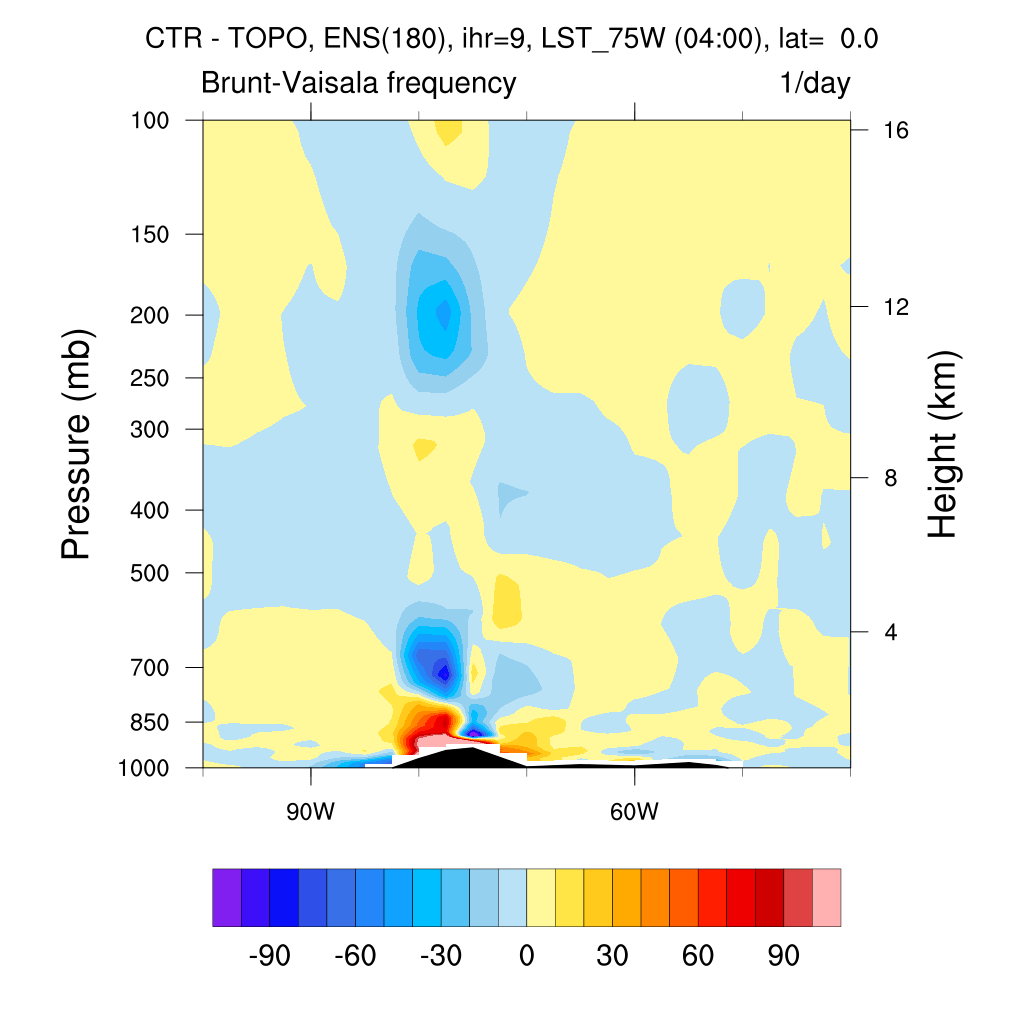 CTR - TOPO, ENS(180), ihr=9, LST_75W (04:00), lat=  0.0
Brunt-Vaisala frequency 1/day
100
150
200
250
300
400
500
700
850
1000
Pressure (mb)
16
12
8
4
Height (km)
90W 60W
-90 -60 -30 0 30 60 90